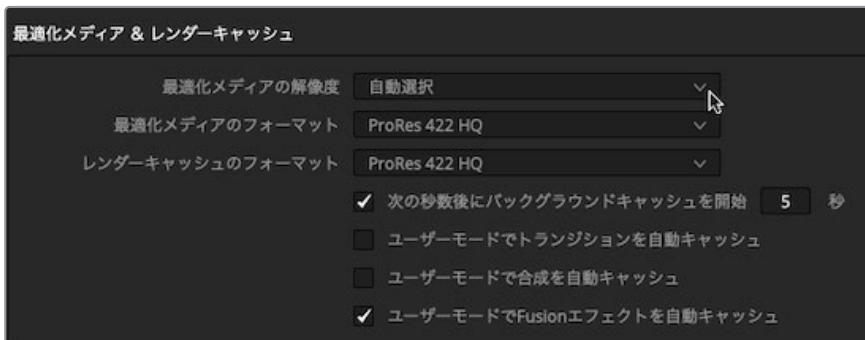 最適化メディア & レンダーキャッシュ
最適化メディアの解像度 自動選択
最適化メディアのフォーマット ProRes 422 HQ
レンダーキャッシュのフォーマット ProRes 422 HQ
次の秒数後にバックグラウンドキャッシュを開始 5 秒
ユーザーモードでトランジションを自動キャッシュ
ユーザーモードで合成を自動キャッシュ
ユーザーモードでFusionエフェクトを自動キャッシュ